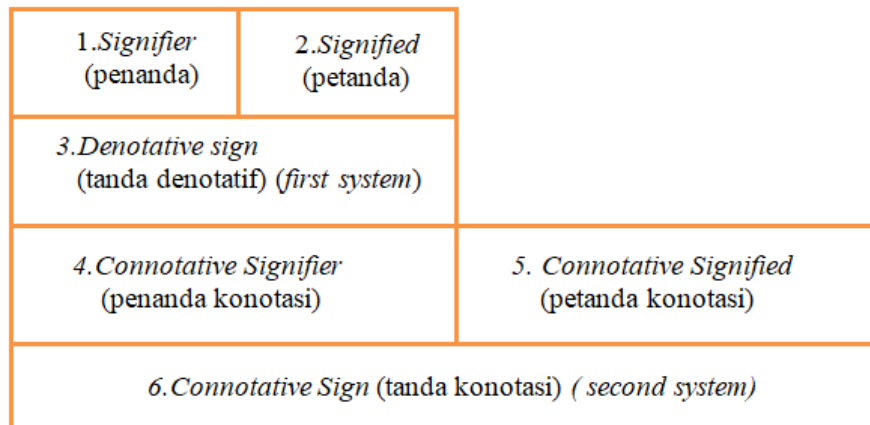 1.Signifier
(penanda)
2.Signified
(petanda)
3.Denotative sign
(tanda denotatif) (first system)
4.Connotative Signifier
(penanda konotasi)
5. Connotative Signified
(petanda konotasi)
6.Connotative Sign (tanda konotasi) ( second system)